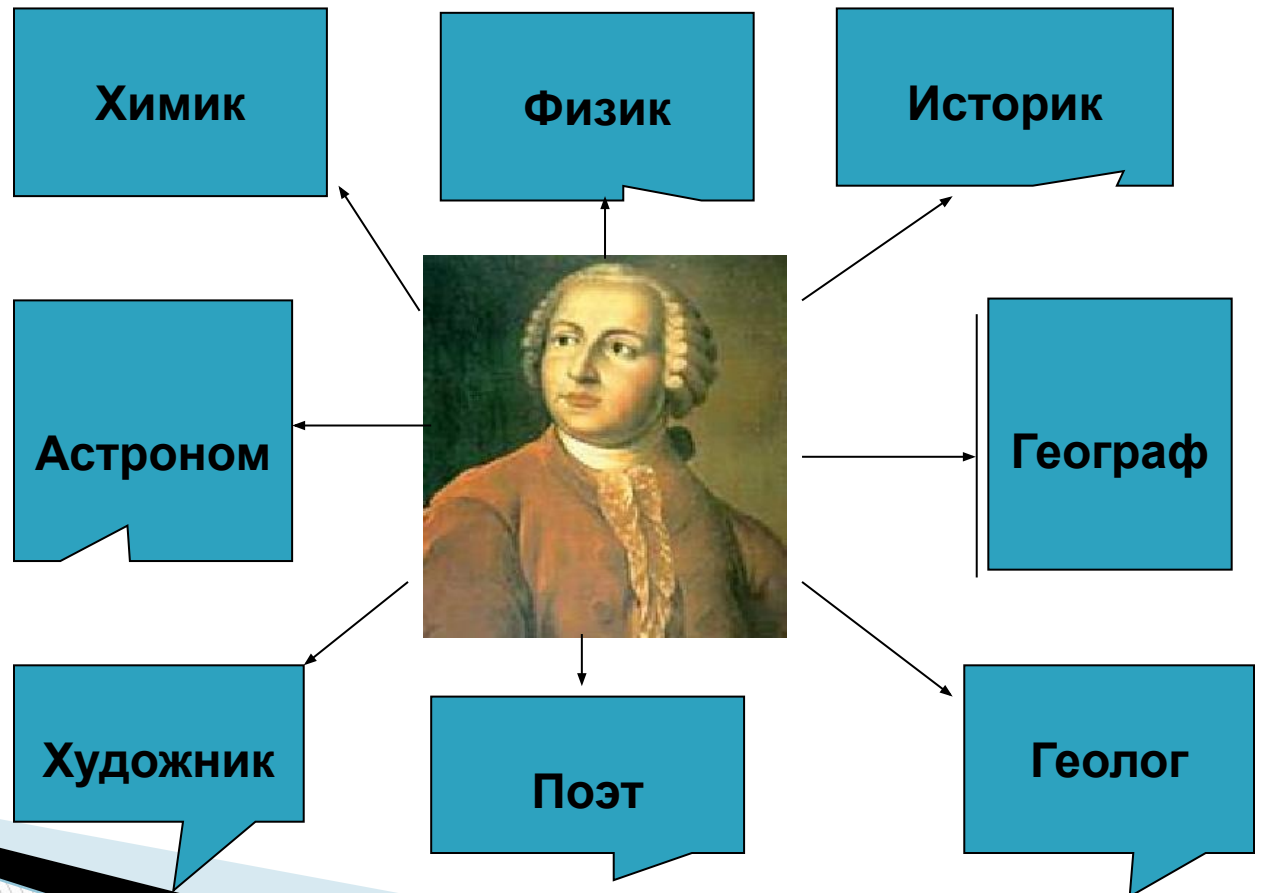 Химик
Физик
Историк
Астроном
Географ
Художник
Поэт
Геолог